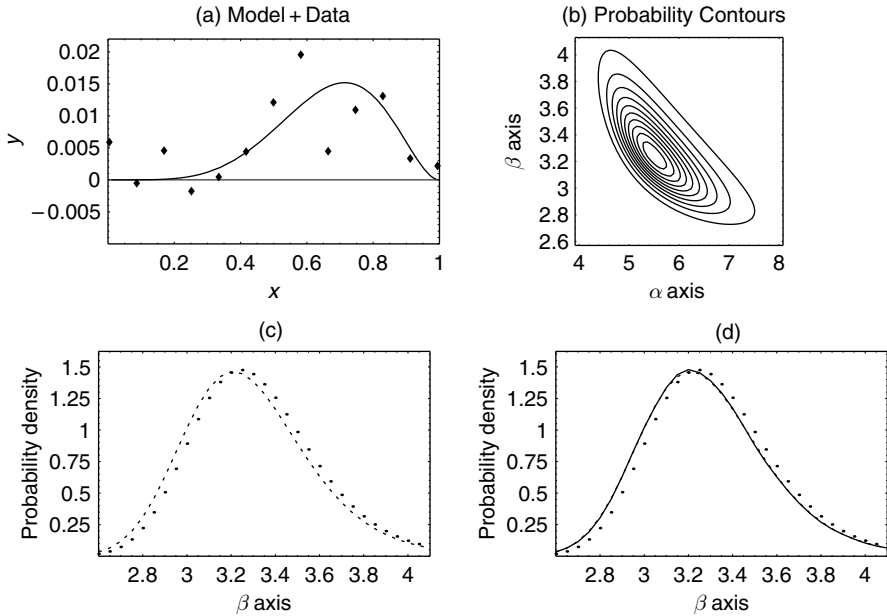 (a) Model + Data
0.02
0.015
0.01
0.005
0
−0.005
y
0.2 0.4 0.6 0.8 1
x
(b) Probability Contours
4
3.8
3.6
3.4
3.2
3
2.8
2.6
β axis
4 5 6 7 8
α axis
(c)
1.5
1.25
1
0.75
0.5
0.25
Probability density
2.8 3 3.2 3.4 3.6 3.8 4
β axis
(d)
1.5
1.25
1
0.75
0.5
0.25
Probability density
2.8 3 3.2 3.4 3.6 3.8 4
β axis